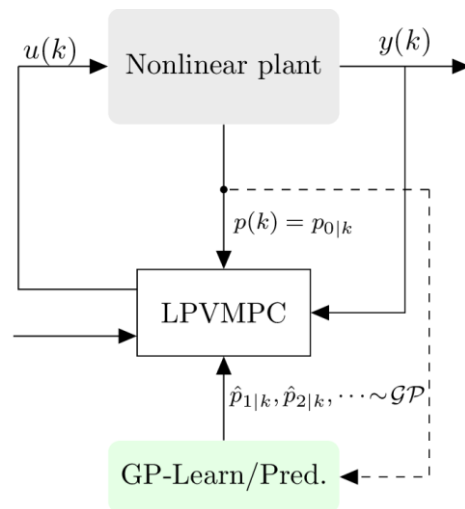 u(k)
Nonlinear plant
y(k)
p(k) = p_{0|k}
LPVMPC
\hat{p}_{1|k}, \hat{p}_{2|k}, \cdots \sim \mathcal{GP}
GP-Learn/Pred.